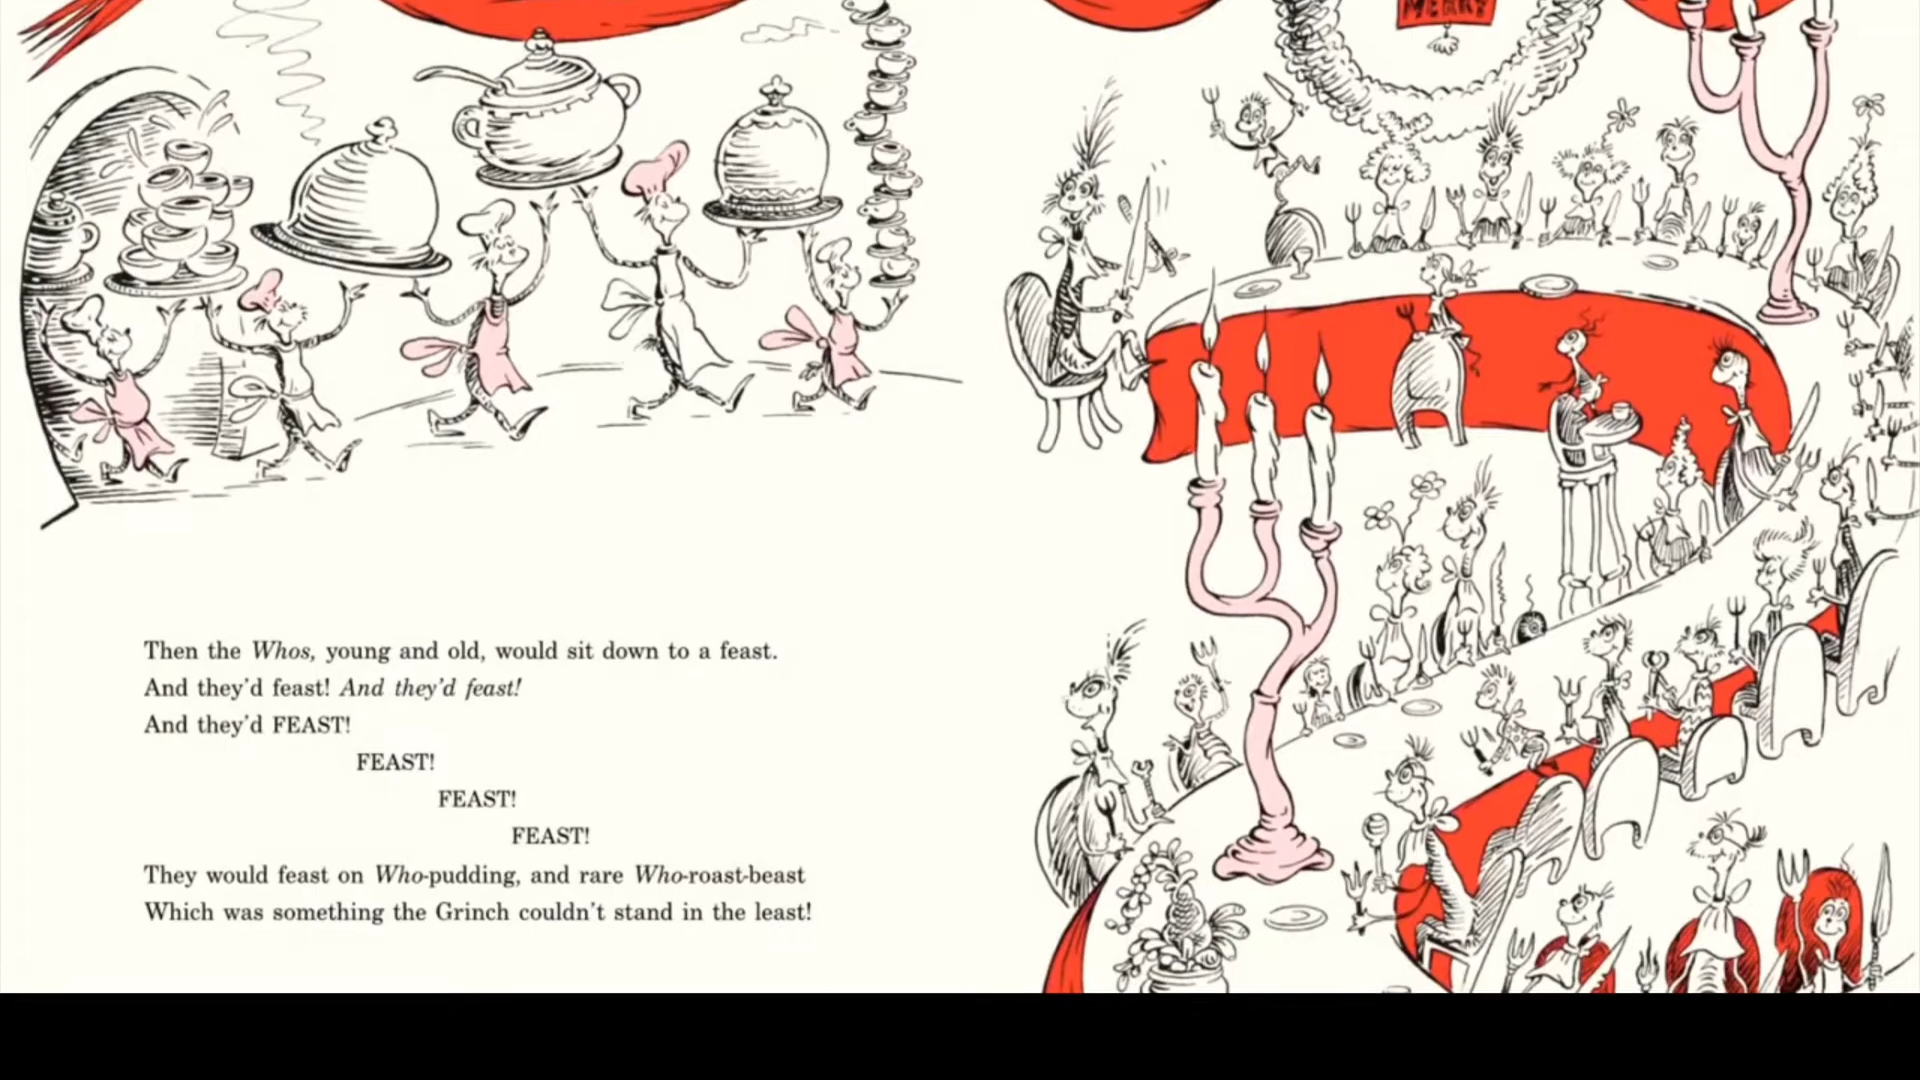 MERRY
Then the Whos, young and old, would sit down to a feast.
And they'd feast! And they'd feast!
And they'd FEAST!
FEAST!
FEAST!
FEAST!
They would feast on Who-pudding, and rare Who-roast-beast
Which was something the Grinch couldn't stand in the least!